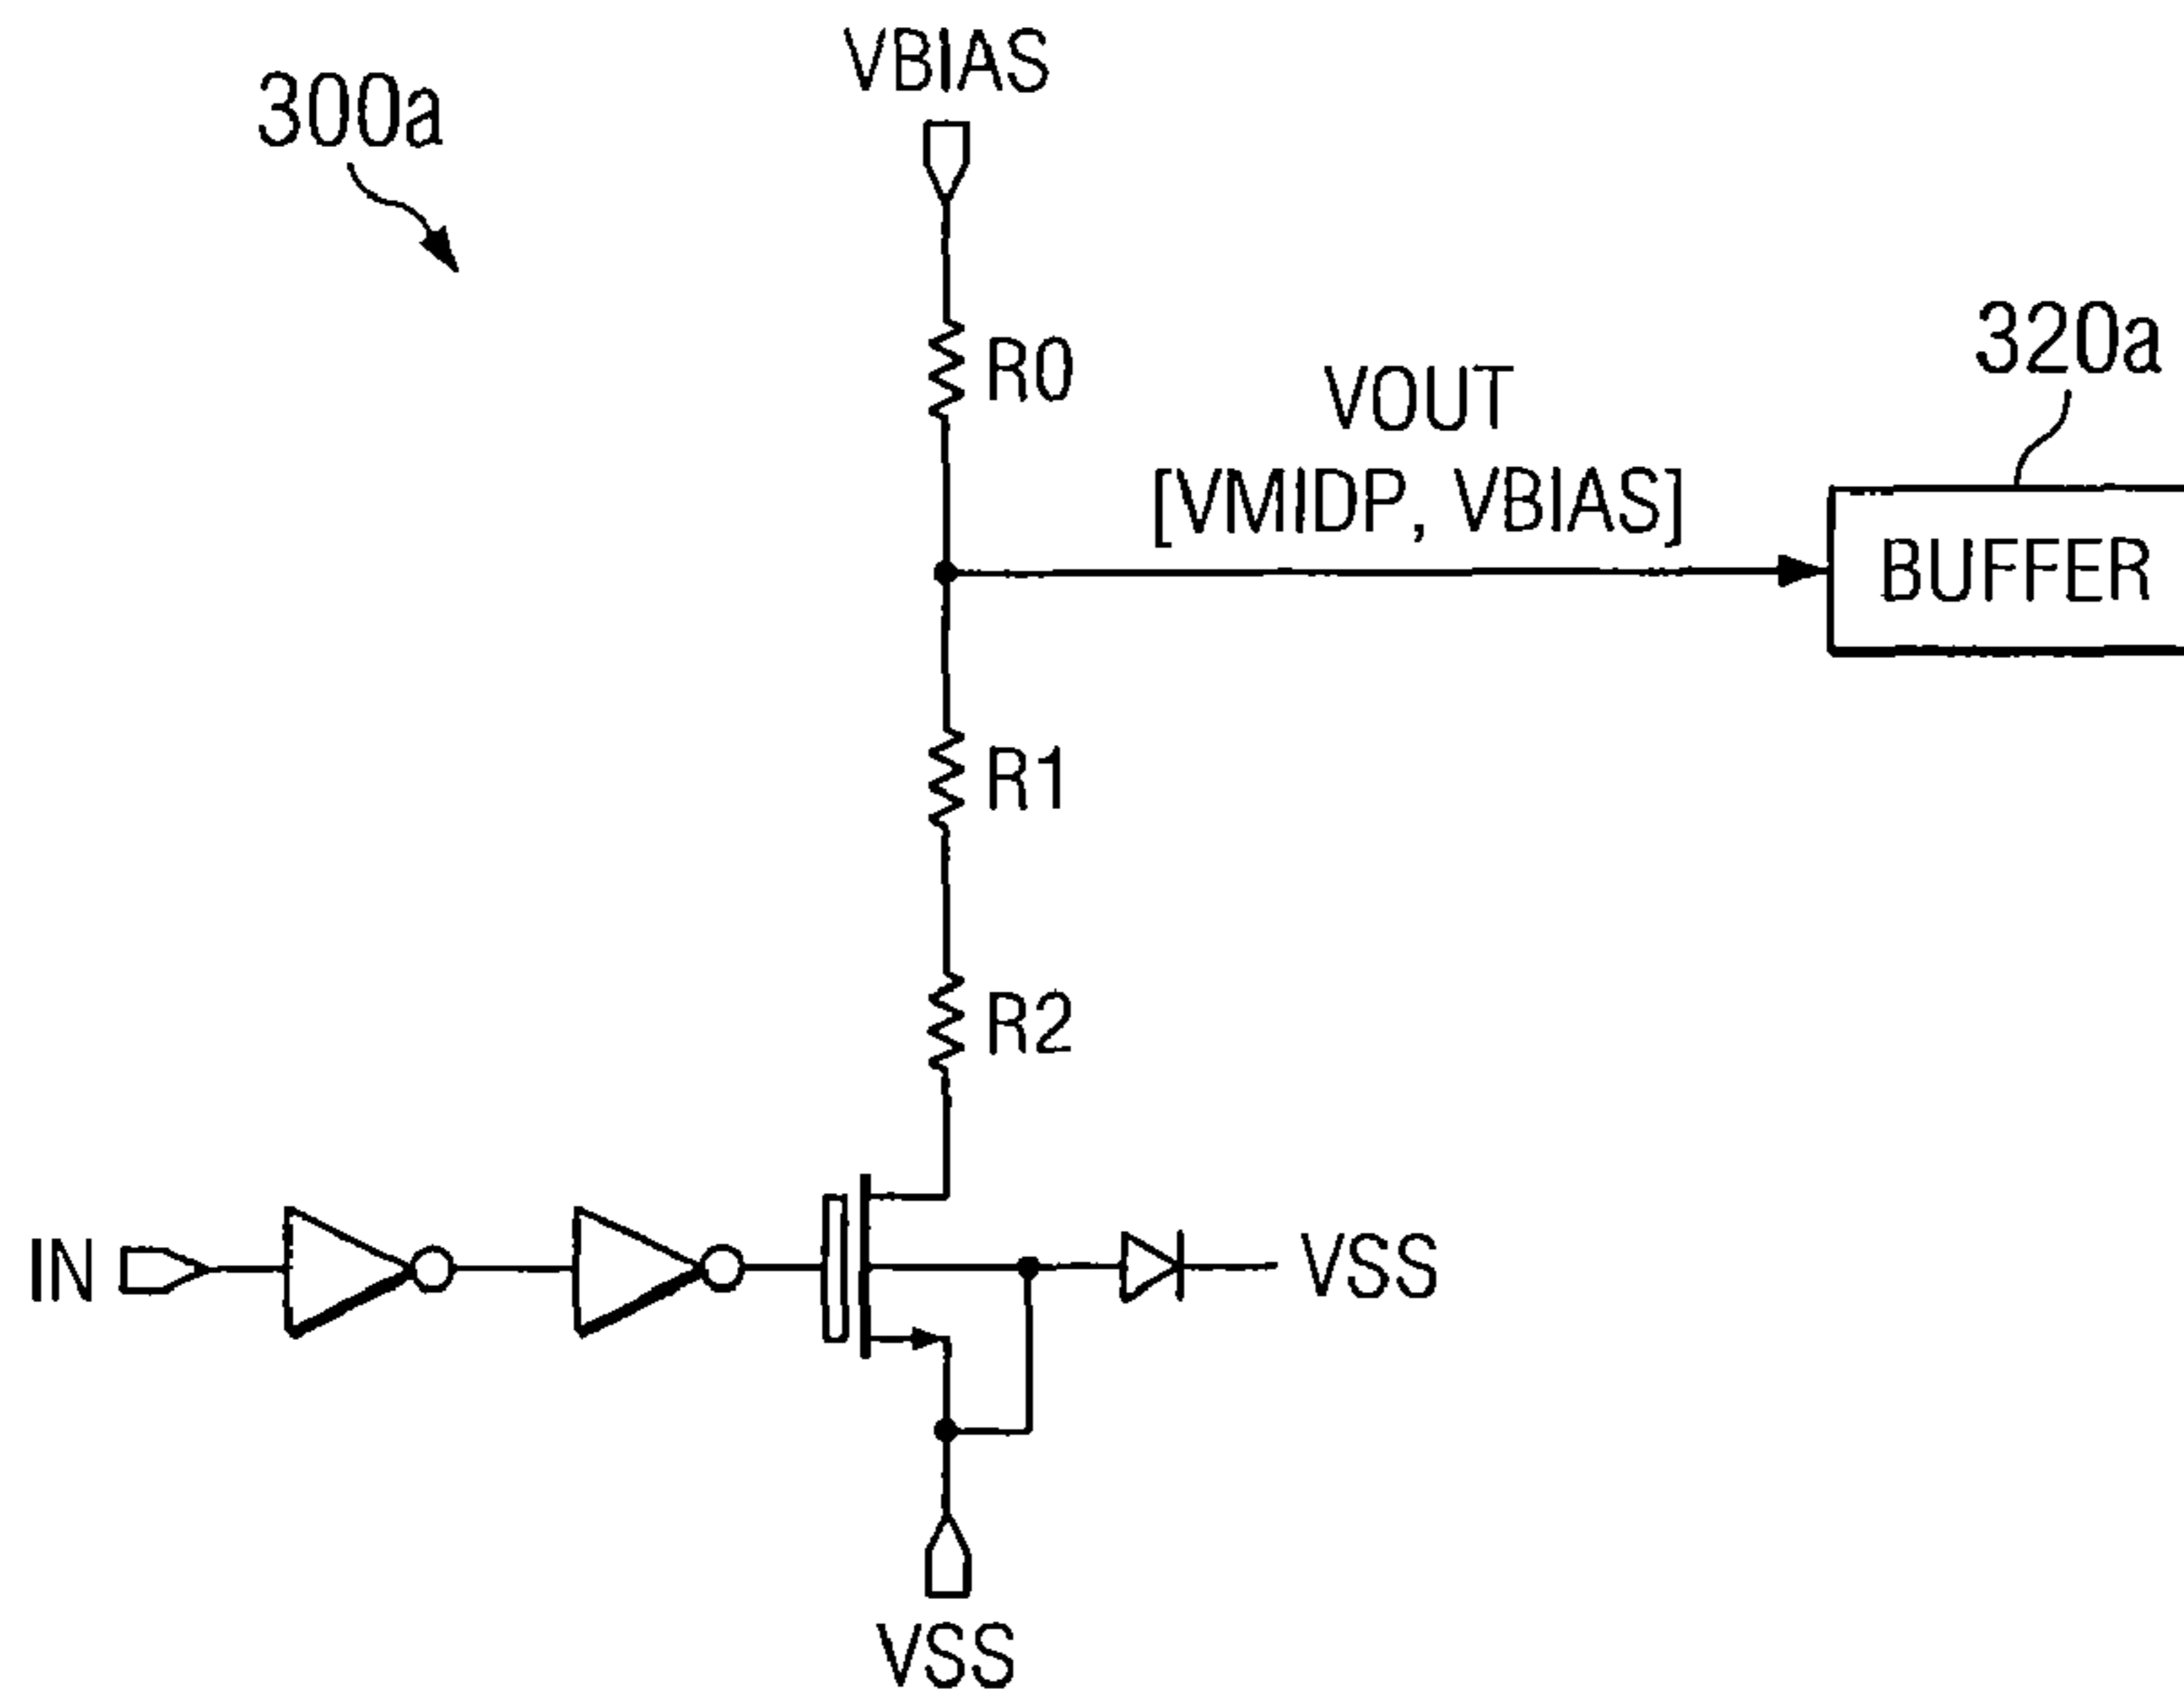 VBIAS
300a
R0
320a
VOUT
[VMIDP, VBIAS]
BUFFER
R1
R2
IN
VSS
VSS